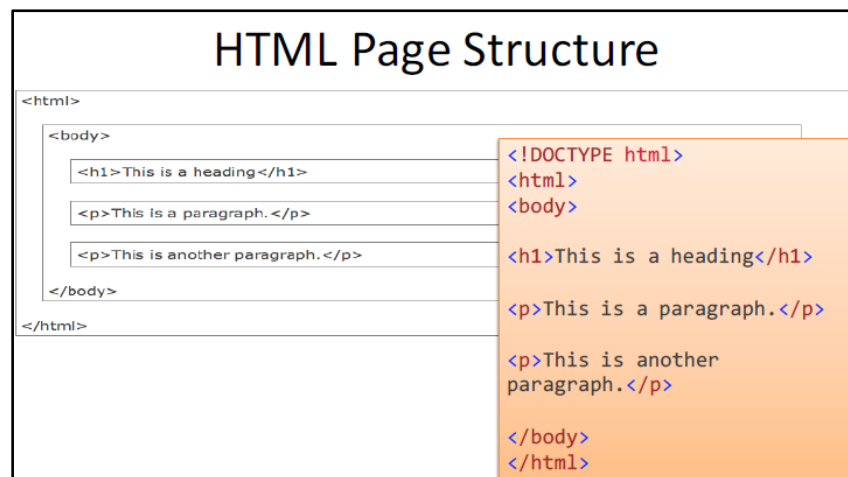 HTML Page Structure
<html>
<body>
<h1>This is a heading</h1>
<p>This is a paragraph.</p>
<p>This is another paragraph.</p>
</body>
</html>
<!DOCTYPE html>
<html>
<body>
<h1>This is a heading</h1>
<p>This is a paragraph.</p>
<p>This is another
paragraph.</p>
</body>
</html>